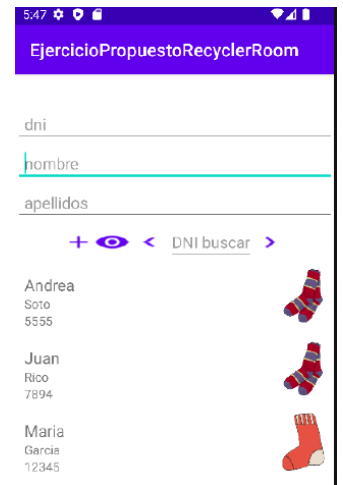 5:47
EjercicioPropuestoRecyclerRoom
dni
nombre
apellidos
+ < DNI buscar >
Andrea
Soto
5555
Juan
Rico
7894
Maria
Garcia
12345